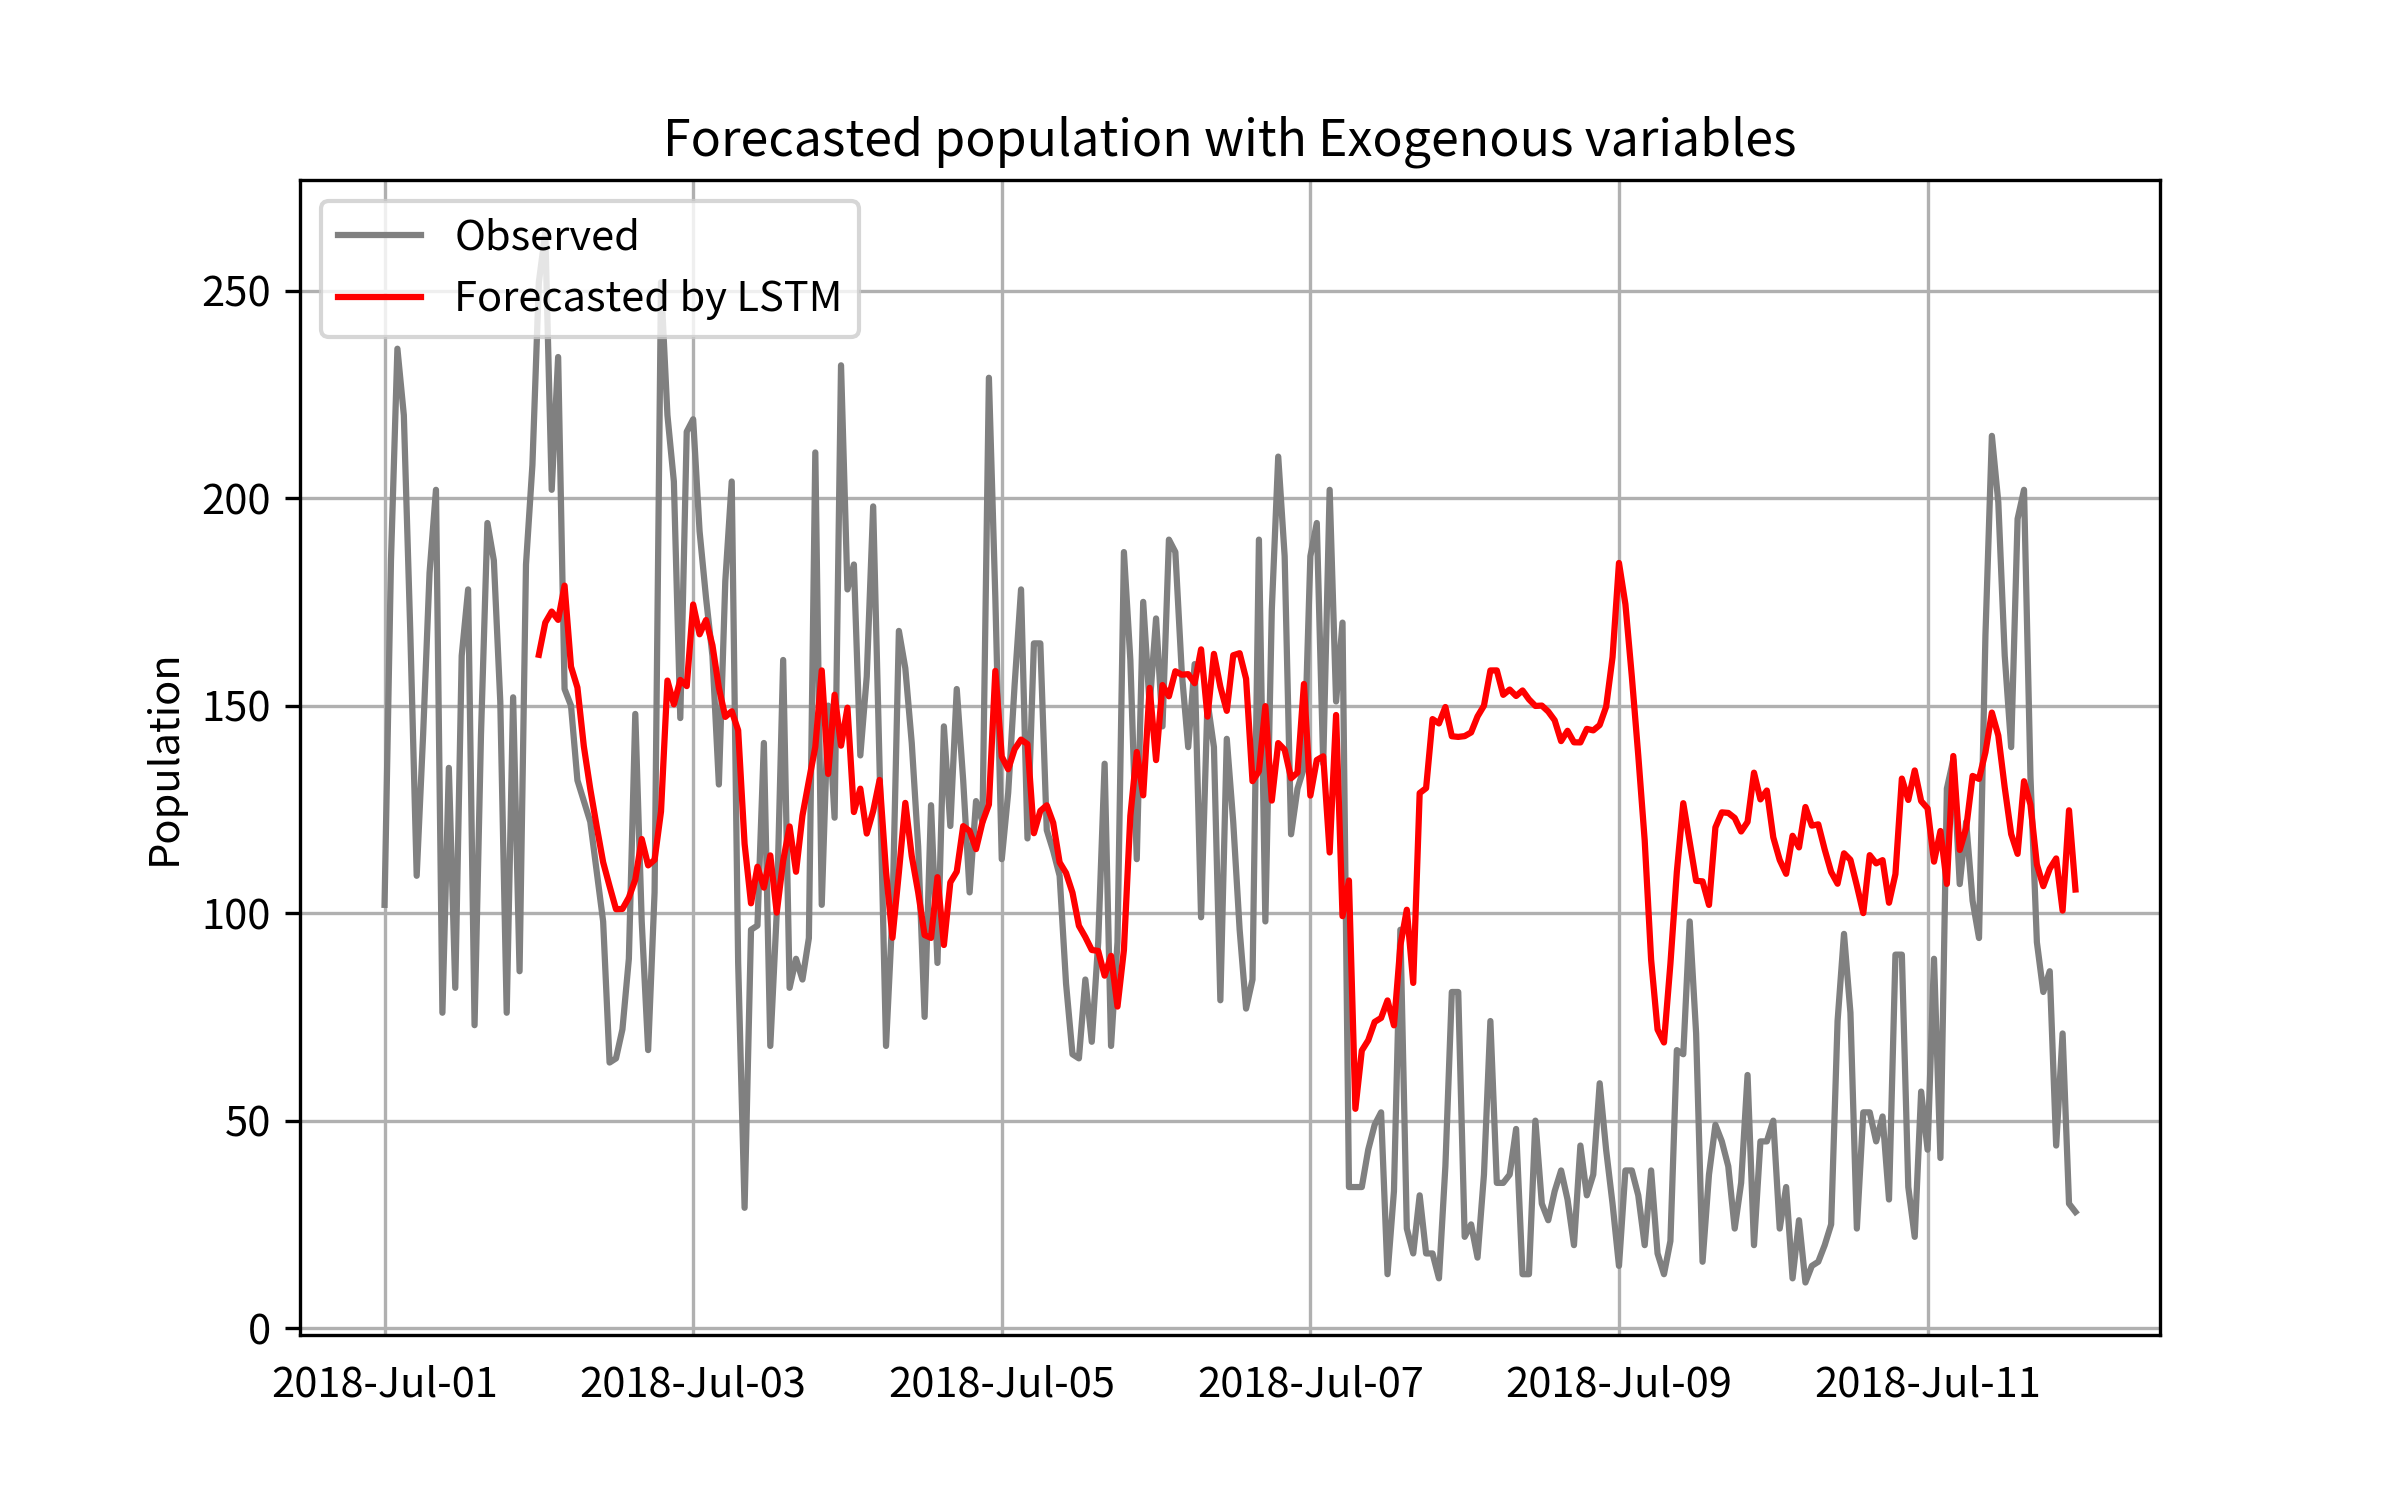 Forecasted population with Exogenous variables
Observed
Forecasted by LSTM
Population
250
200
150
100
50
0
2018-Jul-01 2018-Jul-03 2018-Jul-05 2018-Jul-07 2018-Jul-09 2018-Jul-11